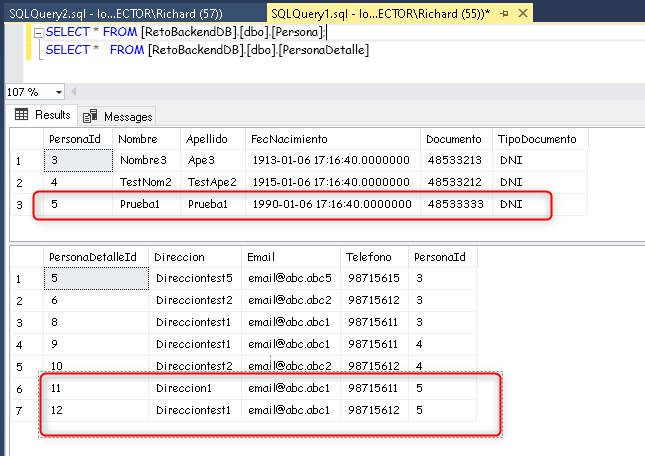 SQLQuery2.sql - lo...ECTOR\Richard (57)) SQLQuery1.sql - lo...ECTOR\Richard (55))*
SELECT * FROM [RetoBackendDB].[dbo].[Persona];
SELECT * FROM [RetoBackendDB].[dbo].[PersonaDetalle]
107 %
Results Messages
PersonaId Nombre Apellido FecNacimiento Documento TipoDocumento
1 3 Nombre3 Ape3 1913-01-06 17:16:40.0000000 48533213 DNI
2 4 TestNom2 TestApe2 1915-01-06 17:16:40.0000000 48533212 DNI
3 5 Prueba1 Prueba1 1990-01-06 17:16:40.0000000 48533333 DNI
PersonaDetalleId Direccion Email Telefono PersonaId
1 5 Direcciontest5 email@abc.abc5 98715615 3
2 6 Direcciontest2 email@abc.abc2 98715612 3
3 8 Direcciontest1 email@abc.abc1 98715611 3
4 9 Direcciontest1 email@abc.abc1 98715611 4
5 10 Direcciontest2 email@abc.abc2 98715612 4
6 11 Direccion1 email@abc.abc1 98715611 5
7 12 Direcciontest1 email@abc.abc1 98715612 5